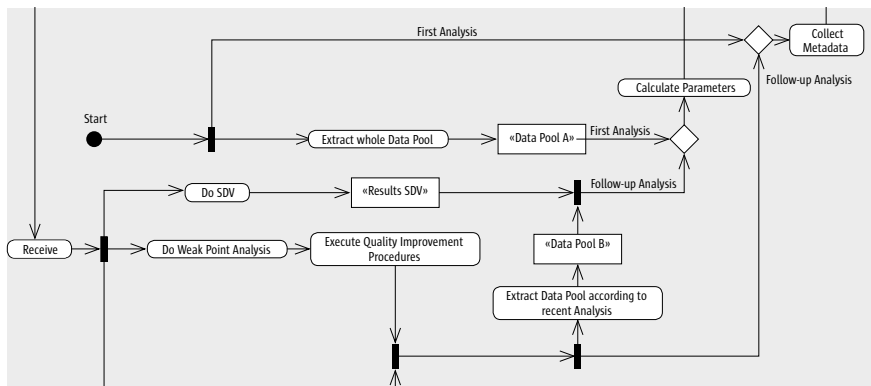 First Analysis
Collect
Metadata
Follow-up Analysis
Calculate Parameters
Start
Extract whole Data Pool
«Data Pool A»
First Analysis
Do SDV
«Results SDV»
Follow-up Analysis
Receive
Do Weak Point Analysis
Execute Quality Improvement
Procedures
«Data Pool B»
Extract Data Pool according to
recent Analysis